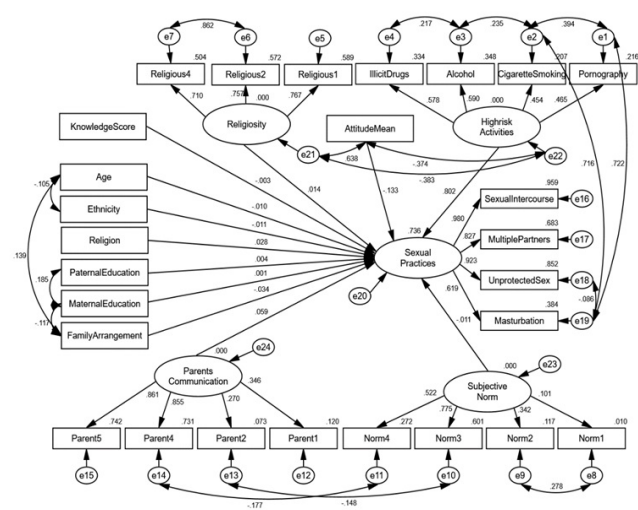 .862
e7 e6 e5
.504 .572 .589
Religious4 Religious2 Religious1
.710 .757 .000 .767
Religiosity
e21
.217 .235 .394
e4 e3 e2 e1
.334 .348 .207 .216
IllicitDrugs Alcohol CigaretteSmoking Pornography
.578 .590 .000 .454 .465
Highrisk
Activities
e22
KnowledgeScore
AttitudeMean
.638 -.374
-.383
.716 .722
Age
-.105
Ethnicity
Religion
.139
PaternalEducation
.185
MaternalEducation
-.117
FamilyArrangement
-.003 .014 -.133 .802
-.010
-.011
.028
.004
.001
-.034
.059
.736
Sexual
Practices
e20
.959
.980 SexualIntercourse e16
.683
.827 MultiplePartners e17
.852
.923 UnprotectedSex e18
-.086
.384
.619 Masturbation e19
-.011
.000 e24
Parents
Communication
.861 .855 .270 .346
.742 .731 .073 .120
Parent5 Parent4 Parent2 Parent1
e15 e14 e13 e12
.000 e23
Subjective
Norm
.522 .775 .342 .101
.272 .601 .117 .010
Norm4 Norm3 Norm2 Norm1
e11 e10 e9 e8
-.177 -.148 .278